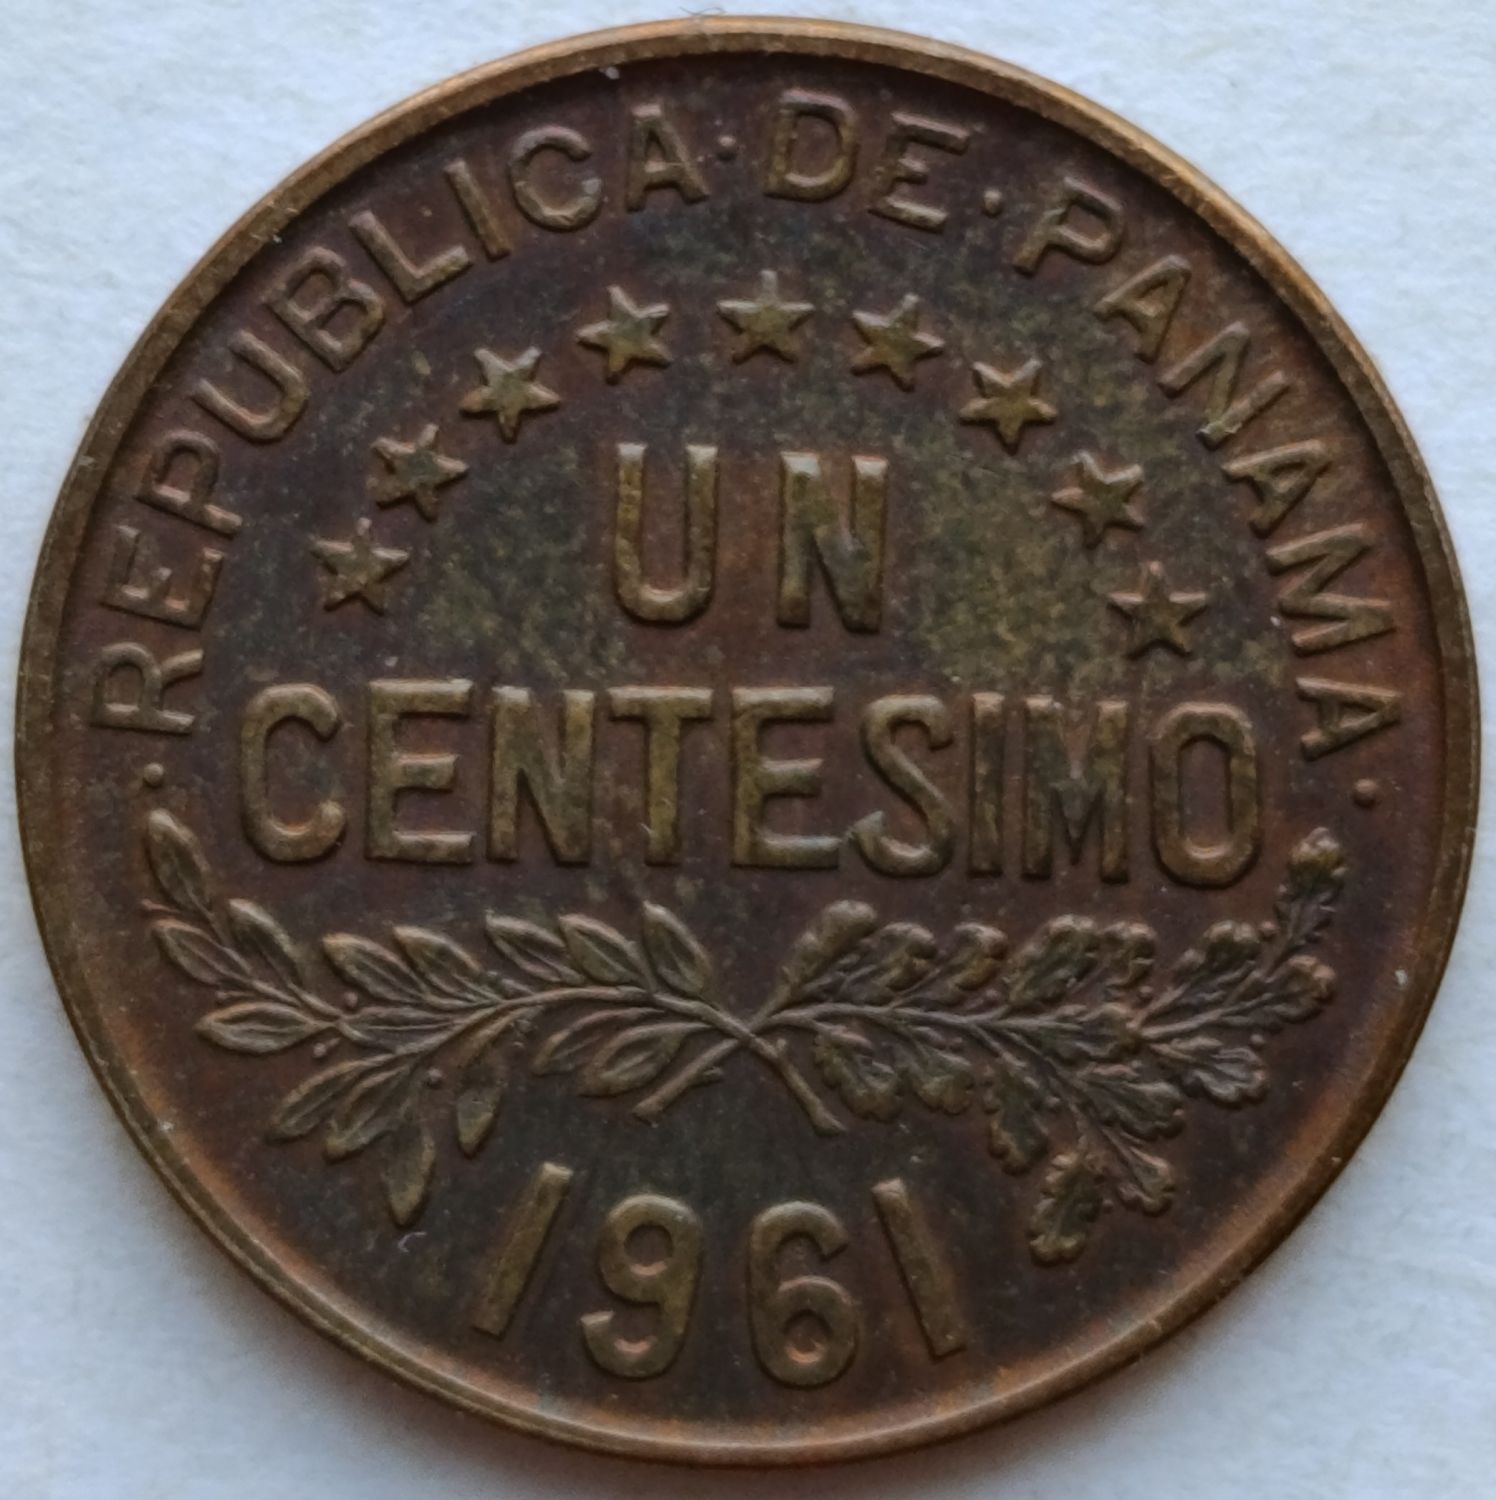 ·REPUBLICA·DE·PANAMA·
UN
CENTESIMO
1961